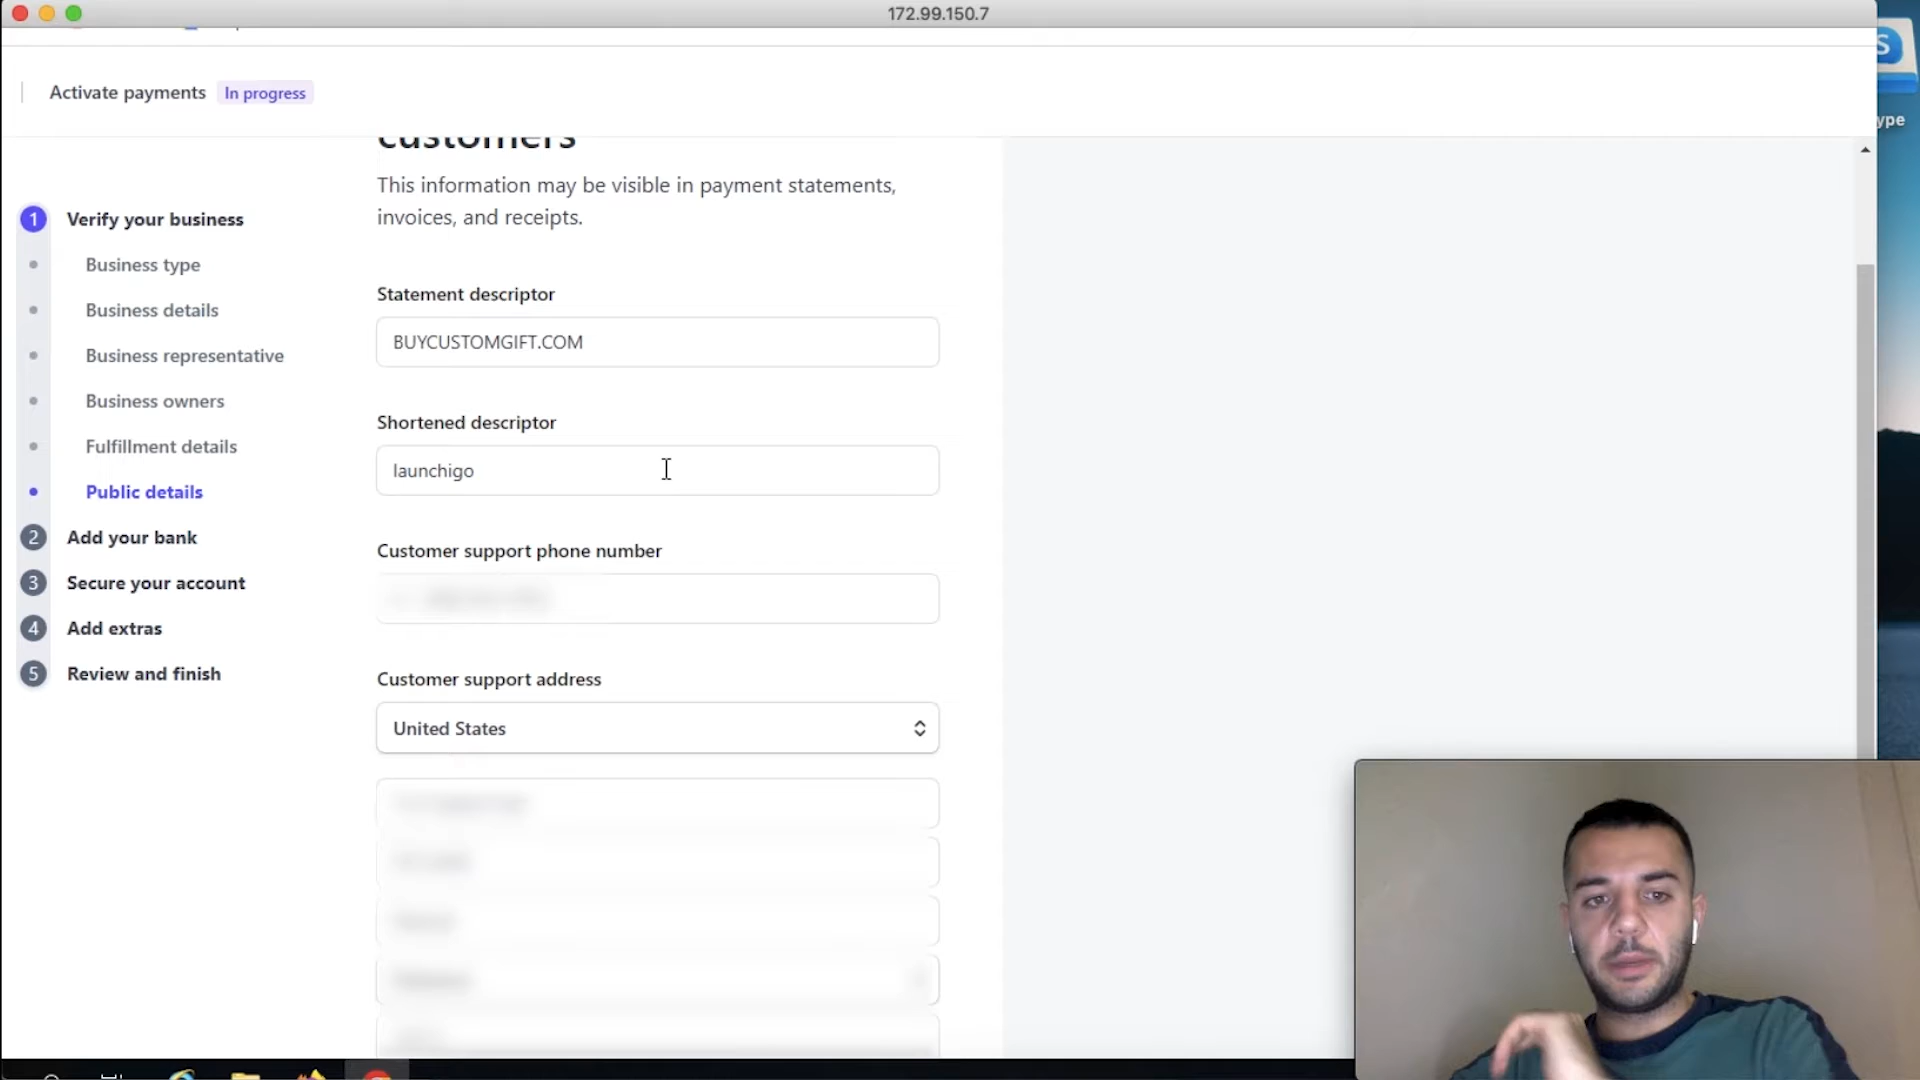 172.99.150.7
Activate payments In progress
customers
This information may be visible in payment statements,
invoices, and receipts.
1 Verify your business
Business type
Business details
Business representative
Business owners
Fulfillment details
Public details
2 Add your bank
3 Secure your account
4 Add extras
5 Review and finish
Statement descriptor
BUYCUSTOMGIFT.COM
Shortened descriptor
launchigo
Customer support phone number
Customer support address
United States
S
ype